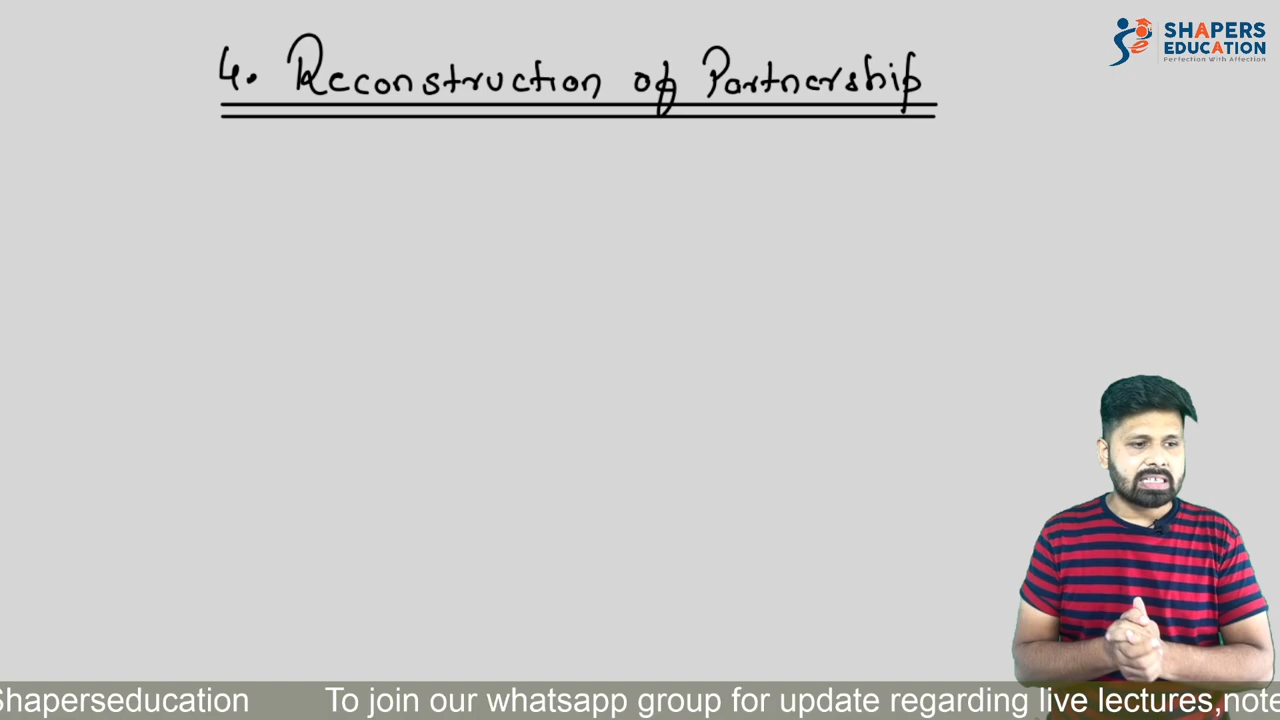 4. Reconstruction of Partnership
SHAPERS
EDUCATION
Perfection With Affection
Shaperseducation To join our whatsapp group for update regarding live lectures,note